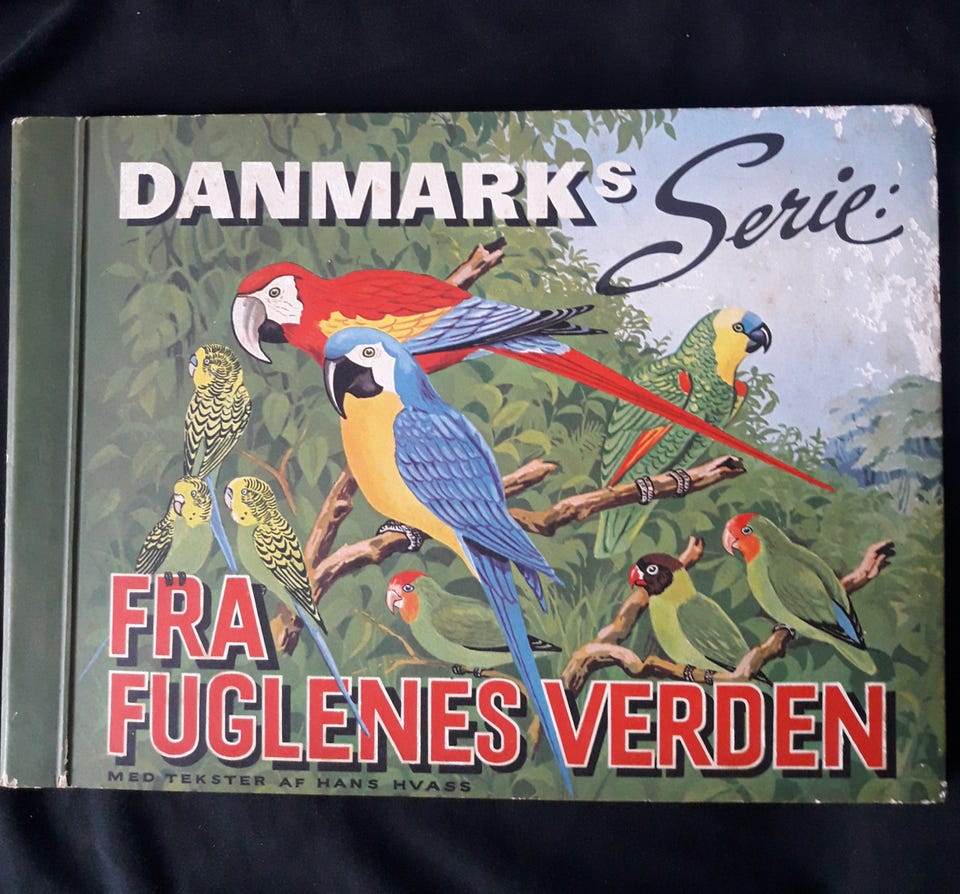 DANMARKs Serie:
FRA
FUGLENES VERDEN
MED TEKSTER AF HANS HVASS